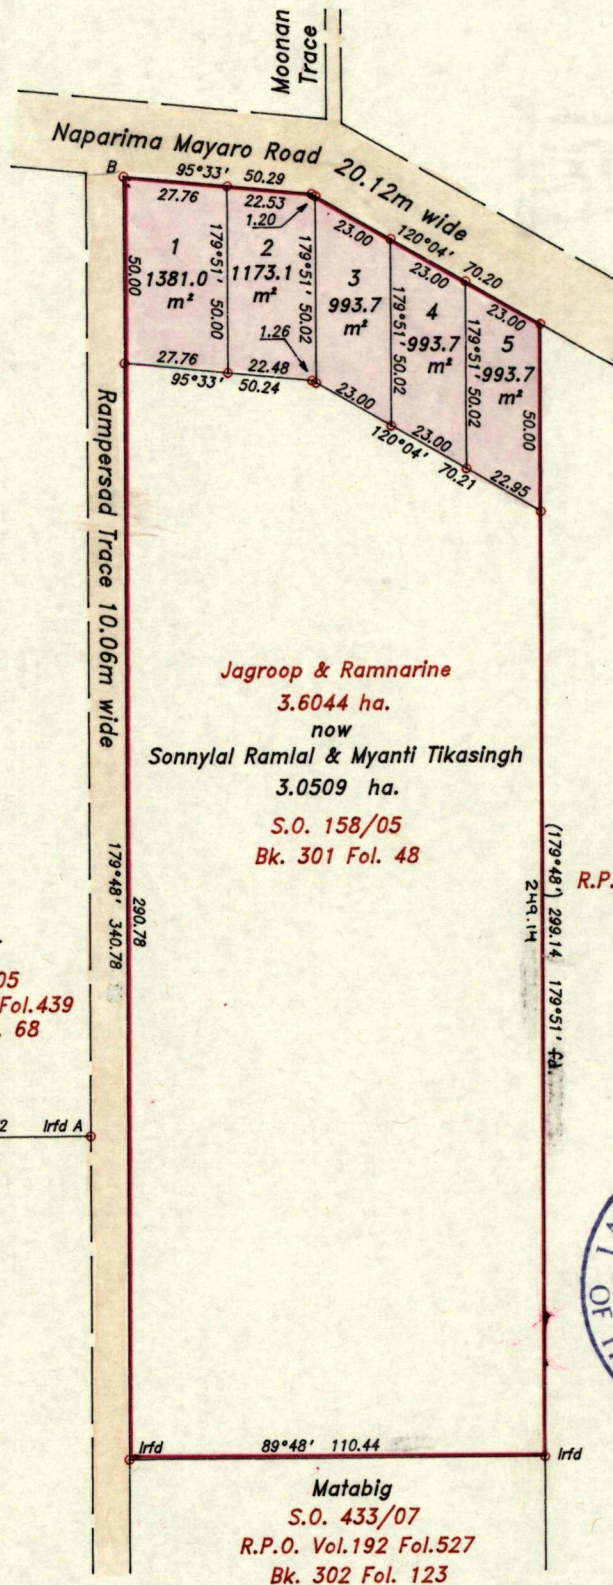 Moonan
Trace
Naparima Mayaro Road 20.12m wide
B
95°33' 50.29
27.76
22.53
1.20
120°04' 70.20
23.00
23.00
23.00
1
1381.0
m²
2
1173.1
m²
3
993.7
m²
4
993.7
m²
5
993.7
m²
50.00
179°51' 50.00
179°51' 50.02
179°51' 50.02
179°51' 50.02
50.00
1.26
27.76
22.48
95°33' 50.24
23.00
23.00
22.95
120°04' 70.21
Rampersad Trace 10.06m wide
Jagroop & Ramnarine
3.6044 ha.
now
Sonnylal Ramlal & Myanti Tikasingh
3.0509 ha.
S.O. 158/05
Bk. 301 Fol. 48
179°48' 340.78
290.78
249.14
(179°48') 299.14 179°51' fd.
R.P.
05
Fol.439
. 68
2
Irfd A
OF
Irfd
89°48' 110.44
Irfd
Matabig
S.O. 433/07
R.P.O. Vol.192 Fol.527
Bk. 302 Fol. 123